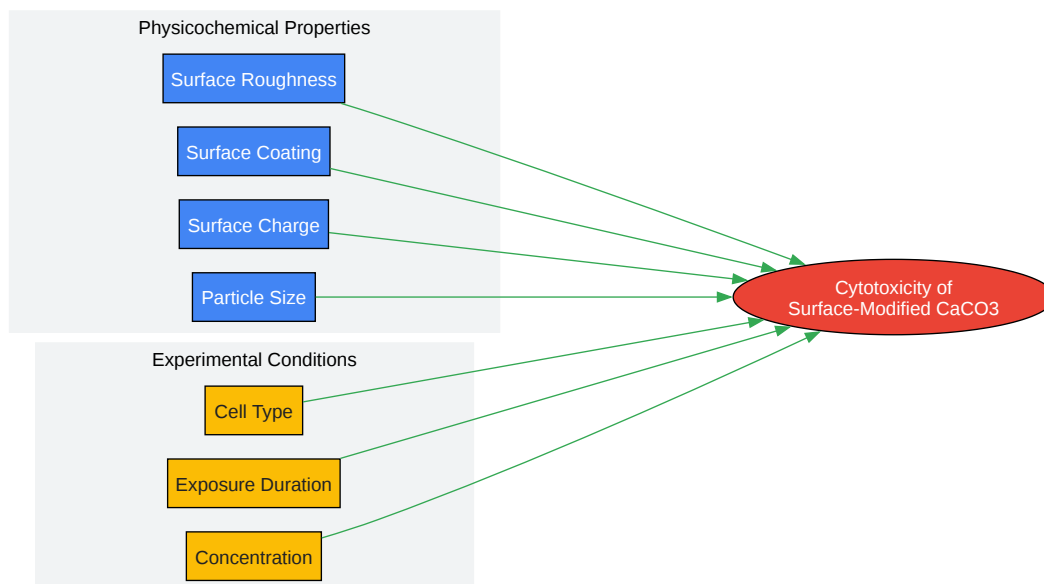 Physicochemical Properties
Surface Roughness
Surface Coating
Surface Charge
Particle Size
Cytotoxicity of
Surface-Modified CaCO3
Experimental Conditions
Cell Type
Exposure Duration
Concentration